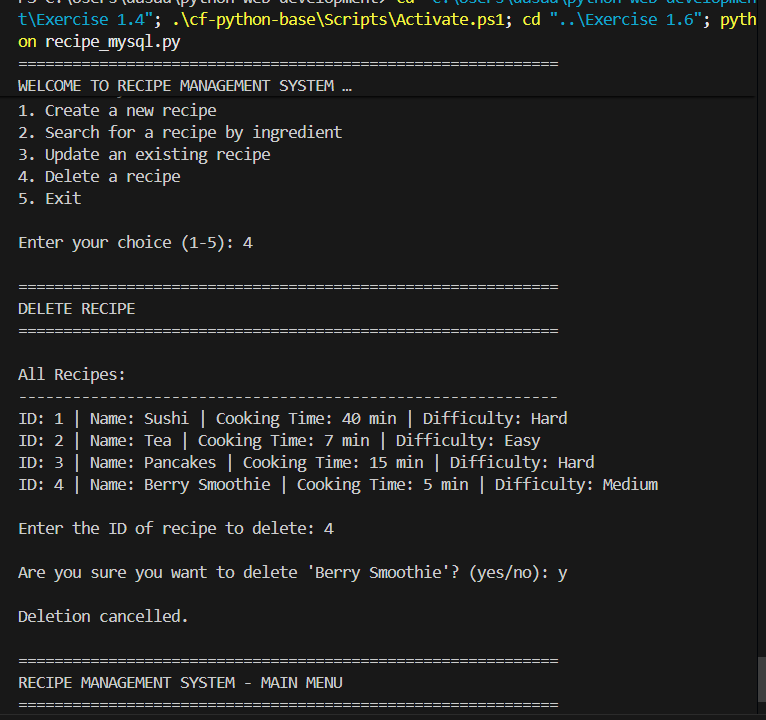 t\Exercise 1.4"; .\cf-python-base\Scripts\Activate.ps1; cd "..\Exercise 1.6"; pyth
on recipe_mysql.py
============================================================
WELCOME TO RECIPE MANAGEMENT SYSTEM …
1. Create a new recipe
2. Search for a recipe by ingredient
3. Update an existing recipe
4. Delete a recipe
5. Exit

Enter your choice (1-5): 4

============================================================
DELETE RECIPE
============================================================

All Recipes:
------------------------------------------------------------
ID: 1 | Name: Sushi | Cooking Time: 40 min | Difficulty: Hard
ID: 2 | Name: Tea | Cooking Time: 7 min | Difficulty: Easy
ID: 3 | Name: Pancakes | Cooking Time: 15 min | Difficulty: Hard
ID: 4 | Name: Berry Smoothie | Cooking Time: 5 min | Difficulty: Medium

Enter the ID of recipe to delete: 4

Are you sure you want to delete 'Berry Smoothie'? (yes/no): y

Deletion cancelled.

============================================================
RECIPE MANAGEMENT SYSTEM - MAIN MENU
============================================================